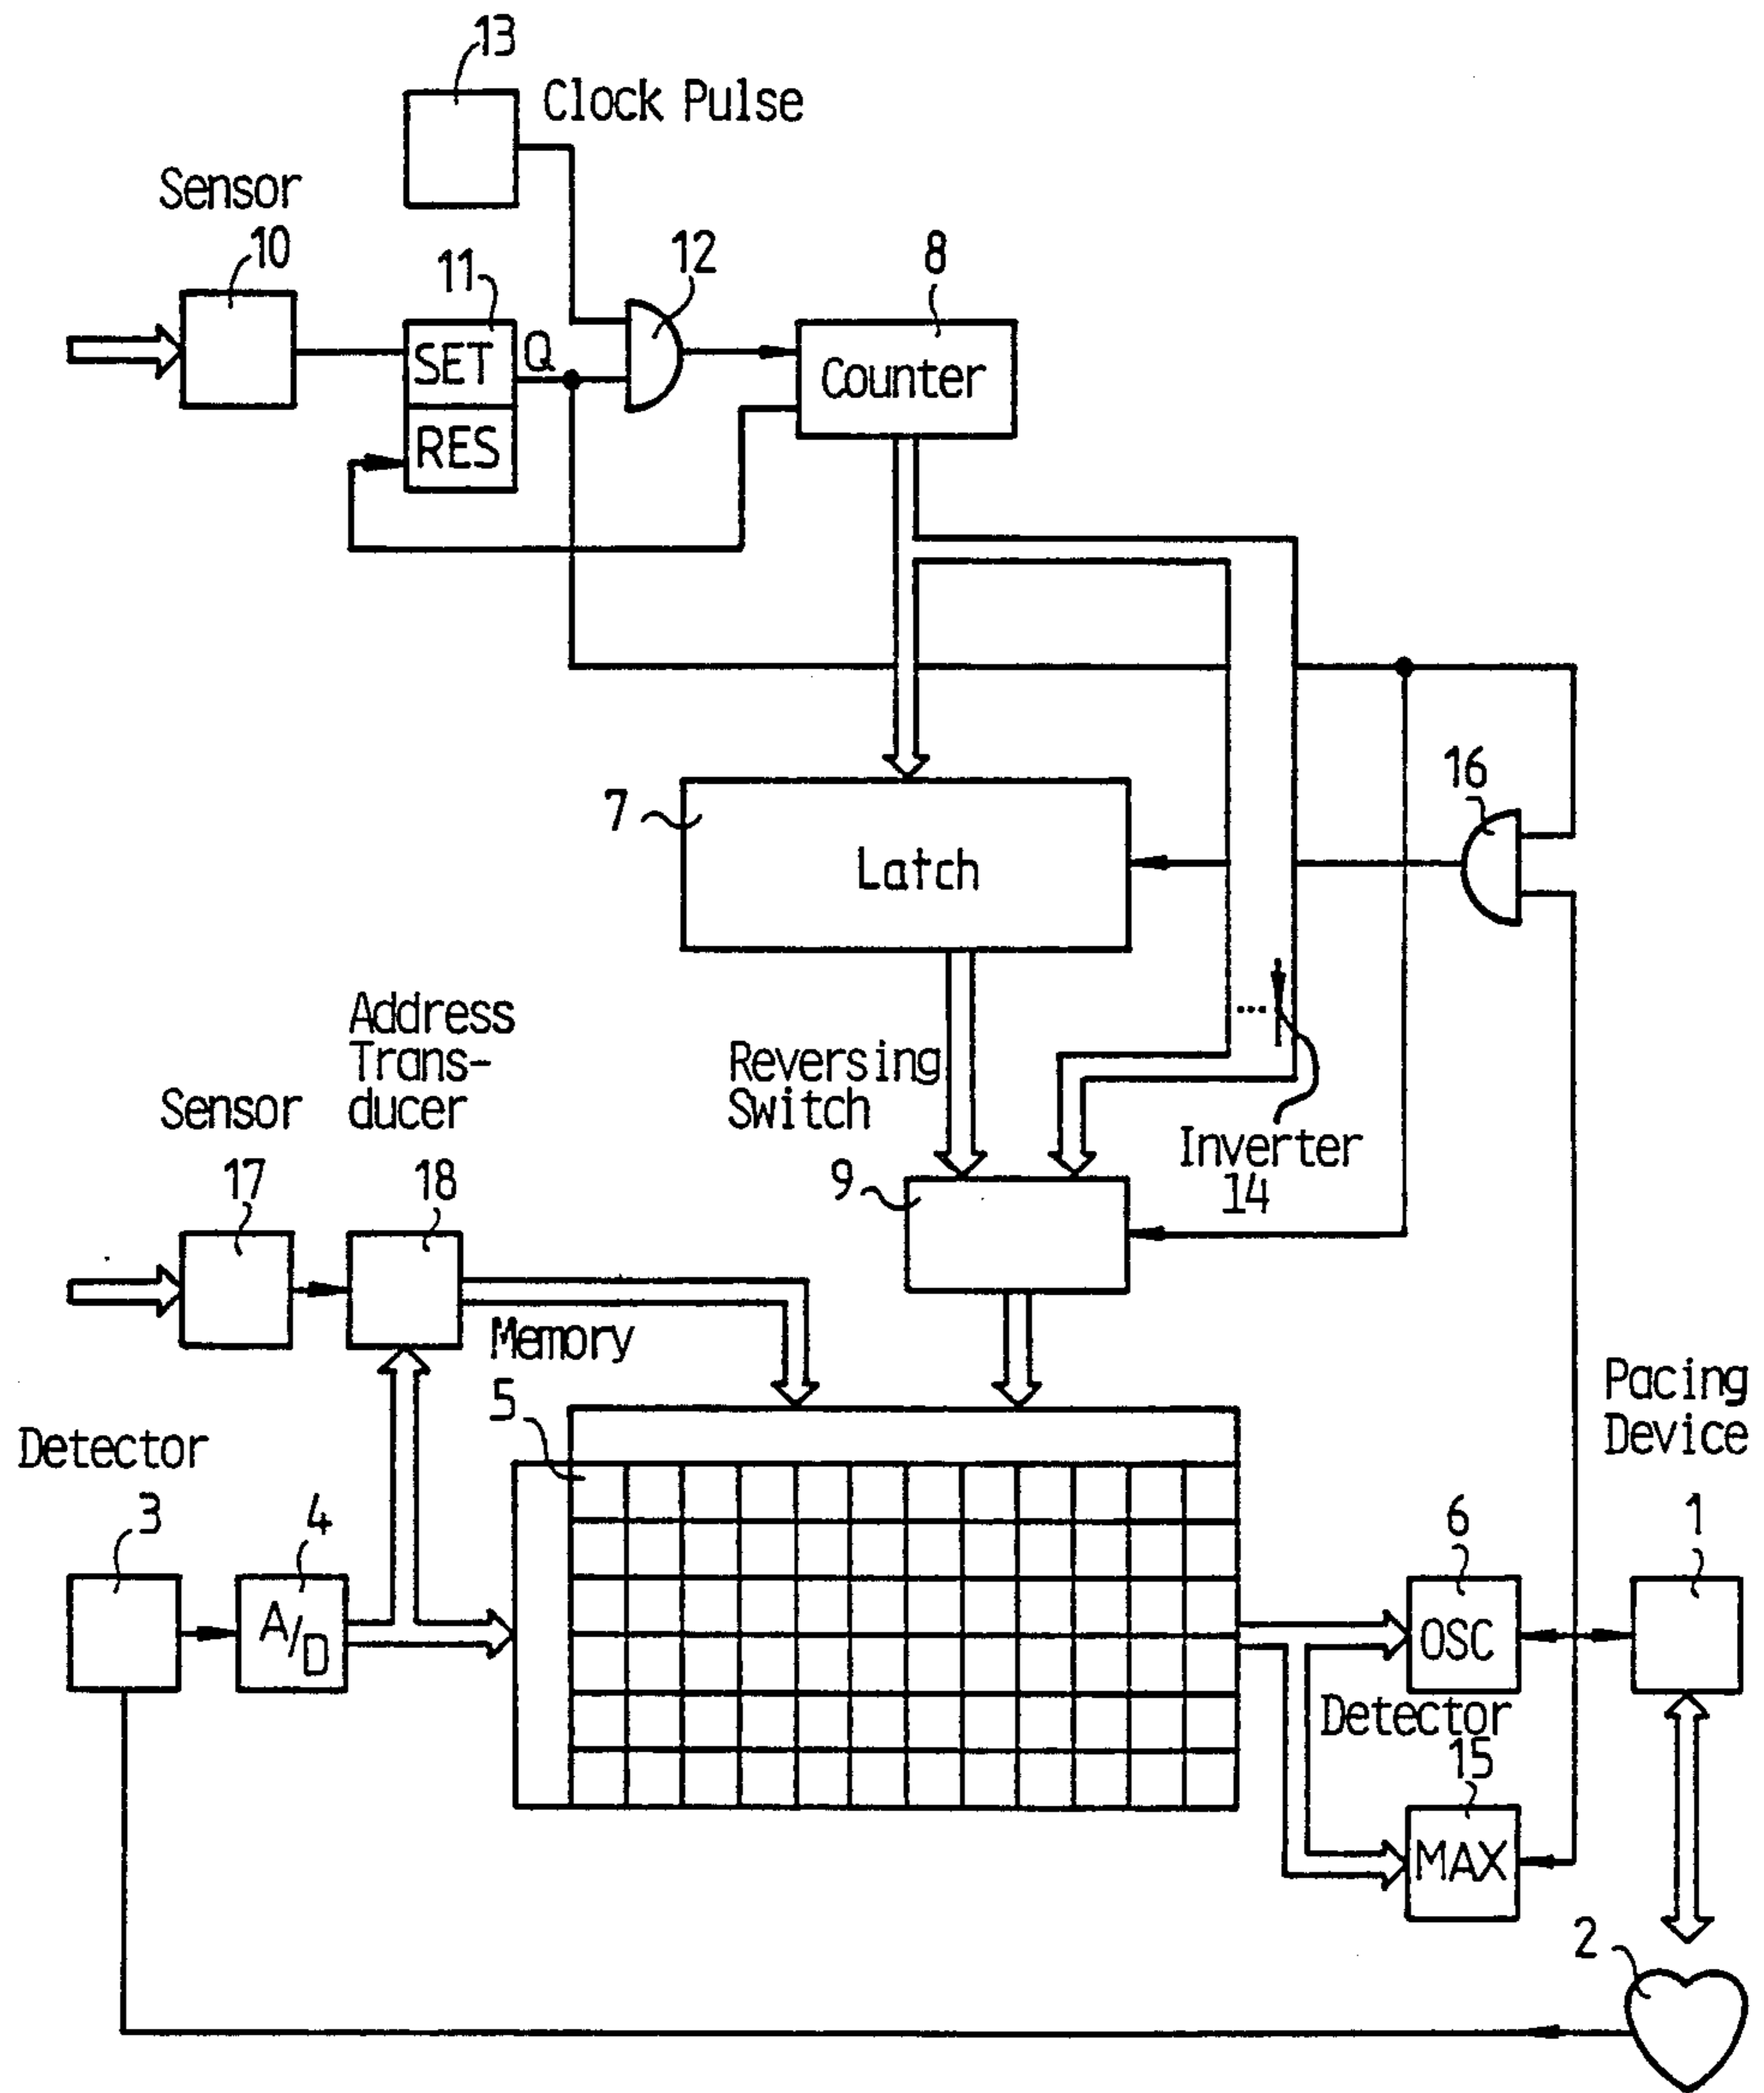 13
Clock Pulse
Sensor
10
11
12
8
SET
Q
Counter
RES
16
7
Latch
Address
Trans-
ducer
Reversing
Switch
Sensor
...
Inverter
14
17
18
9
Memory
5
Pacing
Device
Detector
3
4
6
1
A/D
OSC
Detector
15
MAX
2